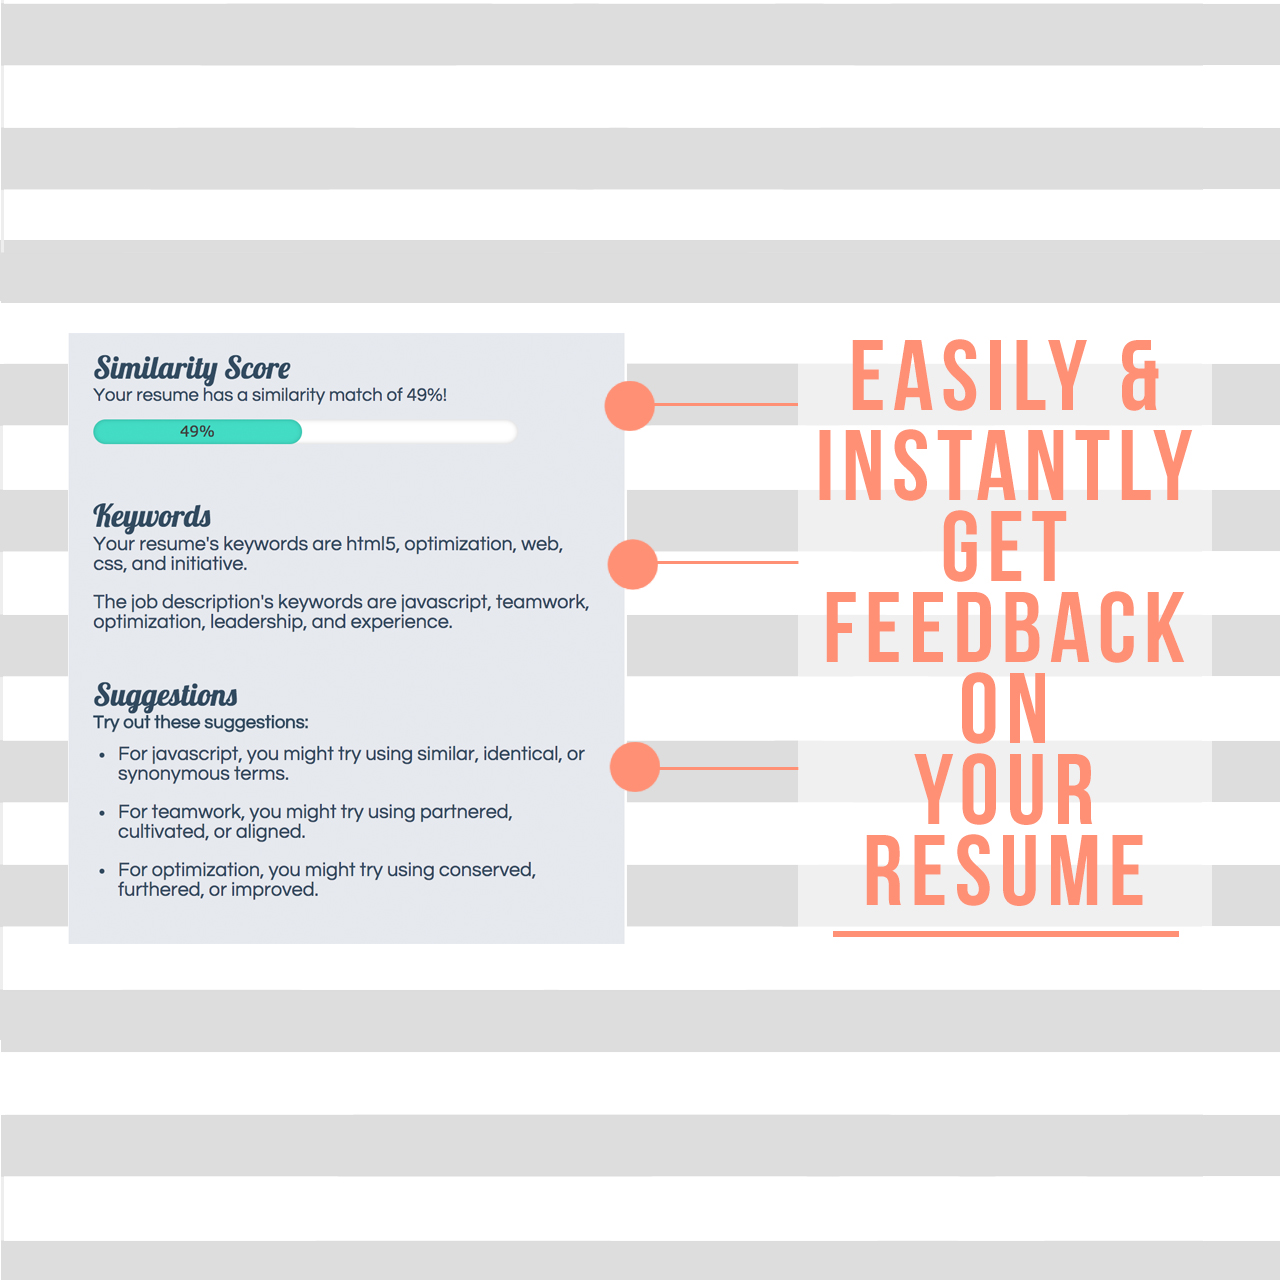 Similarity Score
Your resume has a similarity match of 49%!
49%
Keywords
Your resume's keywords are html5, optimization, web,
css, and initiative.
The job description's keywords are javascript, teamwork,
optimization, leadership, and experience.
Suggestions
Try out these suggestions:
• For javascript, you might try using similar, identical, or
synonymous terms.
• For teamwork, you might try using partnered,
cultivated, or aligned.
• For optimization, you might try using conserved,
furthered, or improved.
EASILY &
INSTANTLY
GET
FEEDBACK
ON
YOUR
RESUME